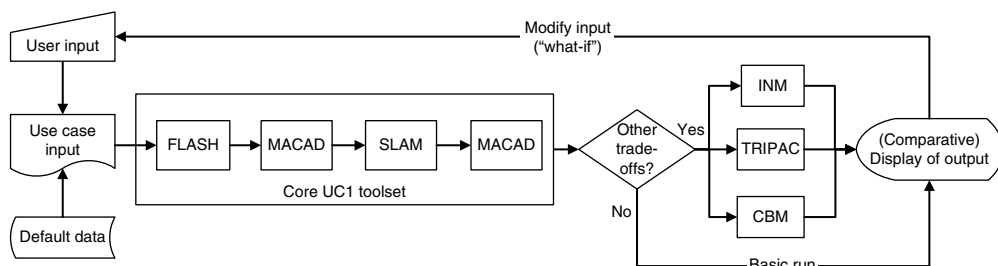 Modify input
(“what-if”)
User input
Use case
input
Default data
FLASH
MACAD
SLAM
MACAD
Core UC1 toolset
Other
trade-
offs?
Yes
No
INM
TRIPAC
CBM
(Comparative)
Display of output
Basic run